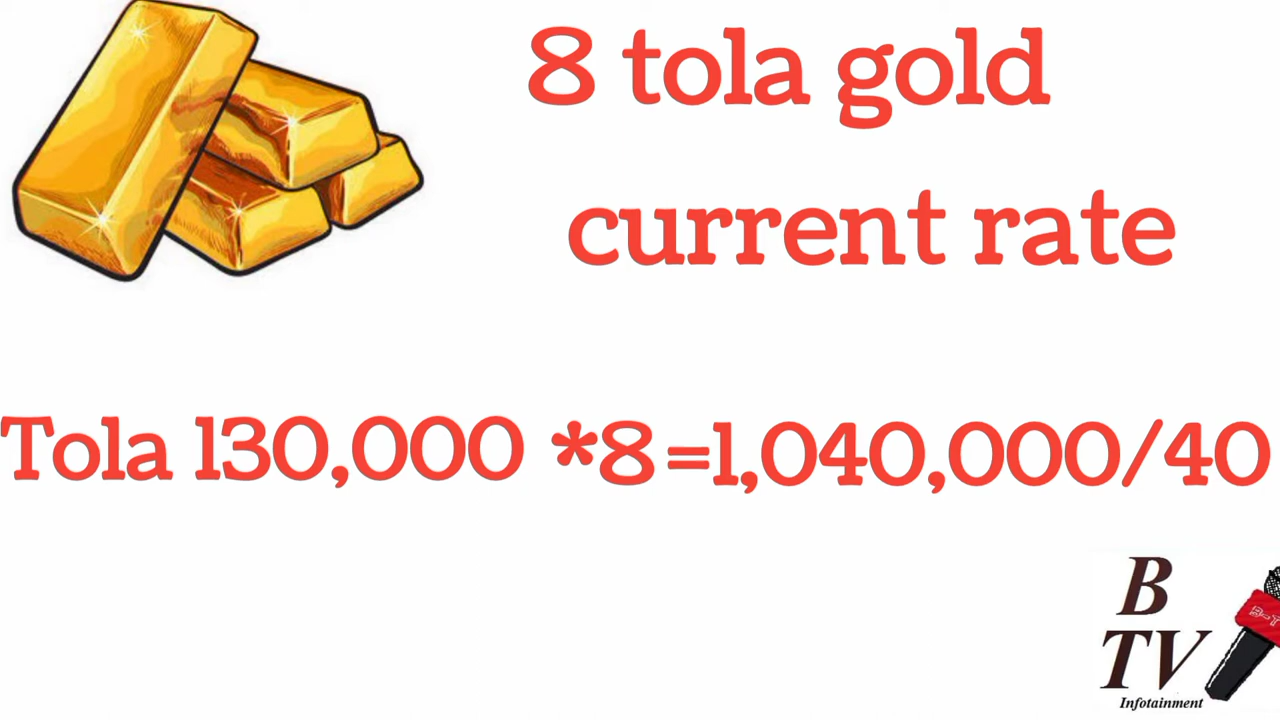 8 tola gold
current rate
Tola 130,000 *8=1,040,000/40
B
TV
Infotainment